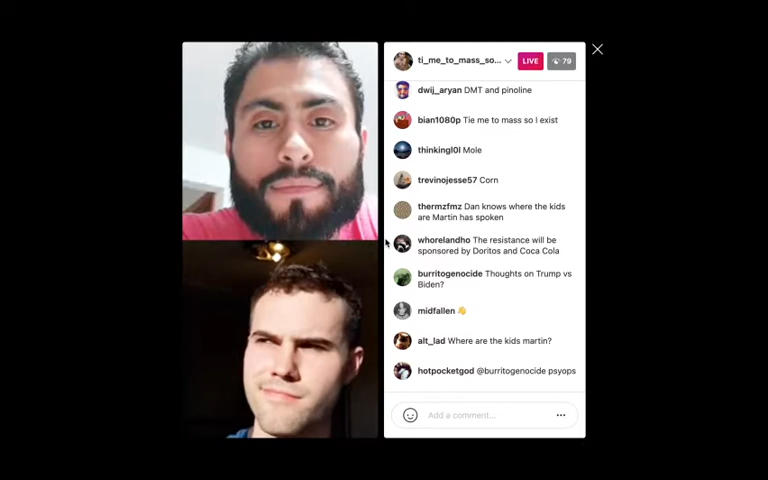 ti_me_to_mass_so... LIVE 79
dwij_aryan DMT and pinoline
bian1080p Tie me to mass so I exist
thinkingl0l Mole
trevinojesse57 Corn
thermzfmz Dan knows where the kids
are Martin has spoken
whorelandho The resistance will be
sponsored by Doritos and Coca Cola
burritogenocide Thoughts on Trump vs
Biden?
midfallen 👋
alt_lad Where are the kids martin?
hotpocketgod @burritogenocide psyops
Add a comment...